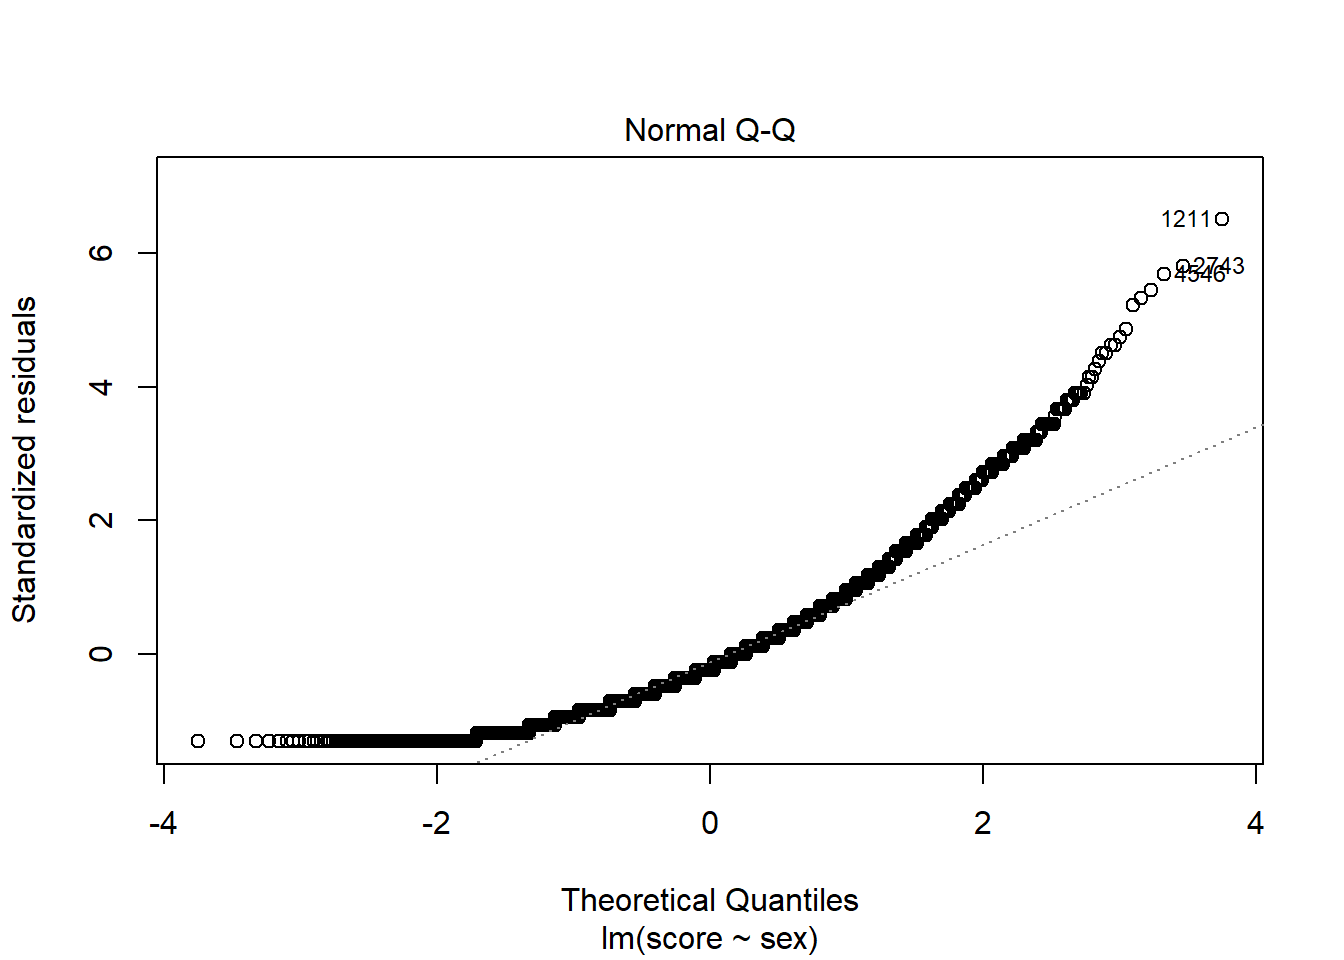 Normal Q-Q
Standardized residuals
6
4
2
0
1211
2743
4546
-4 -2 0 2 4
Theoretical Quantiles
lm(score ~ sex)